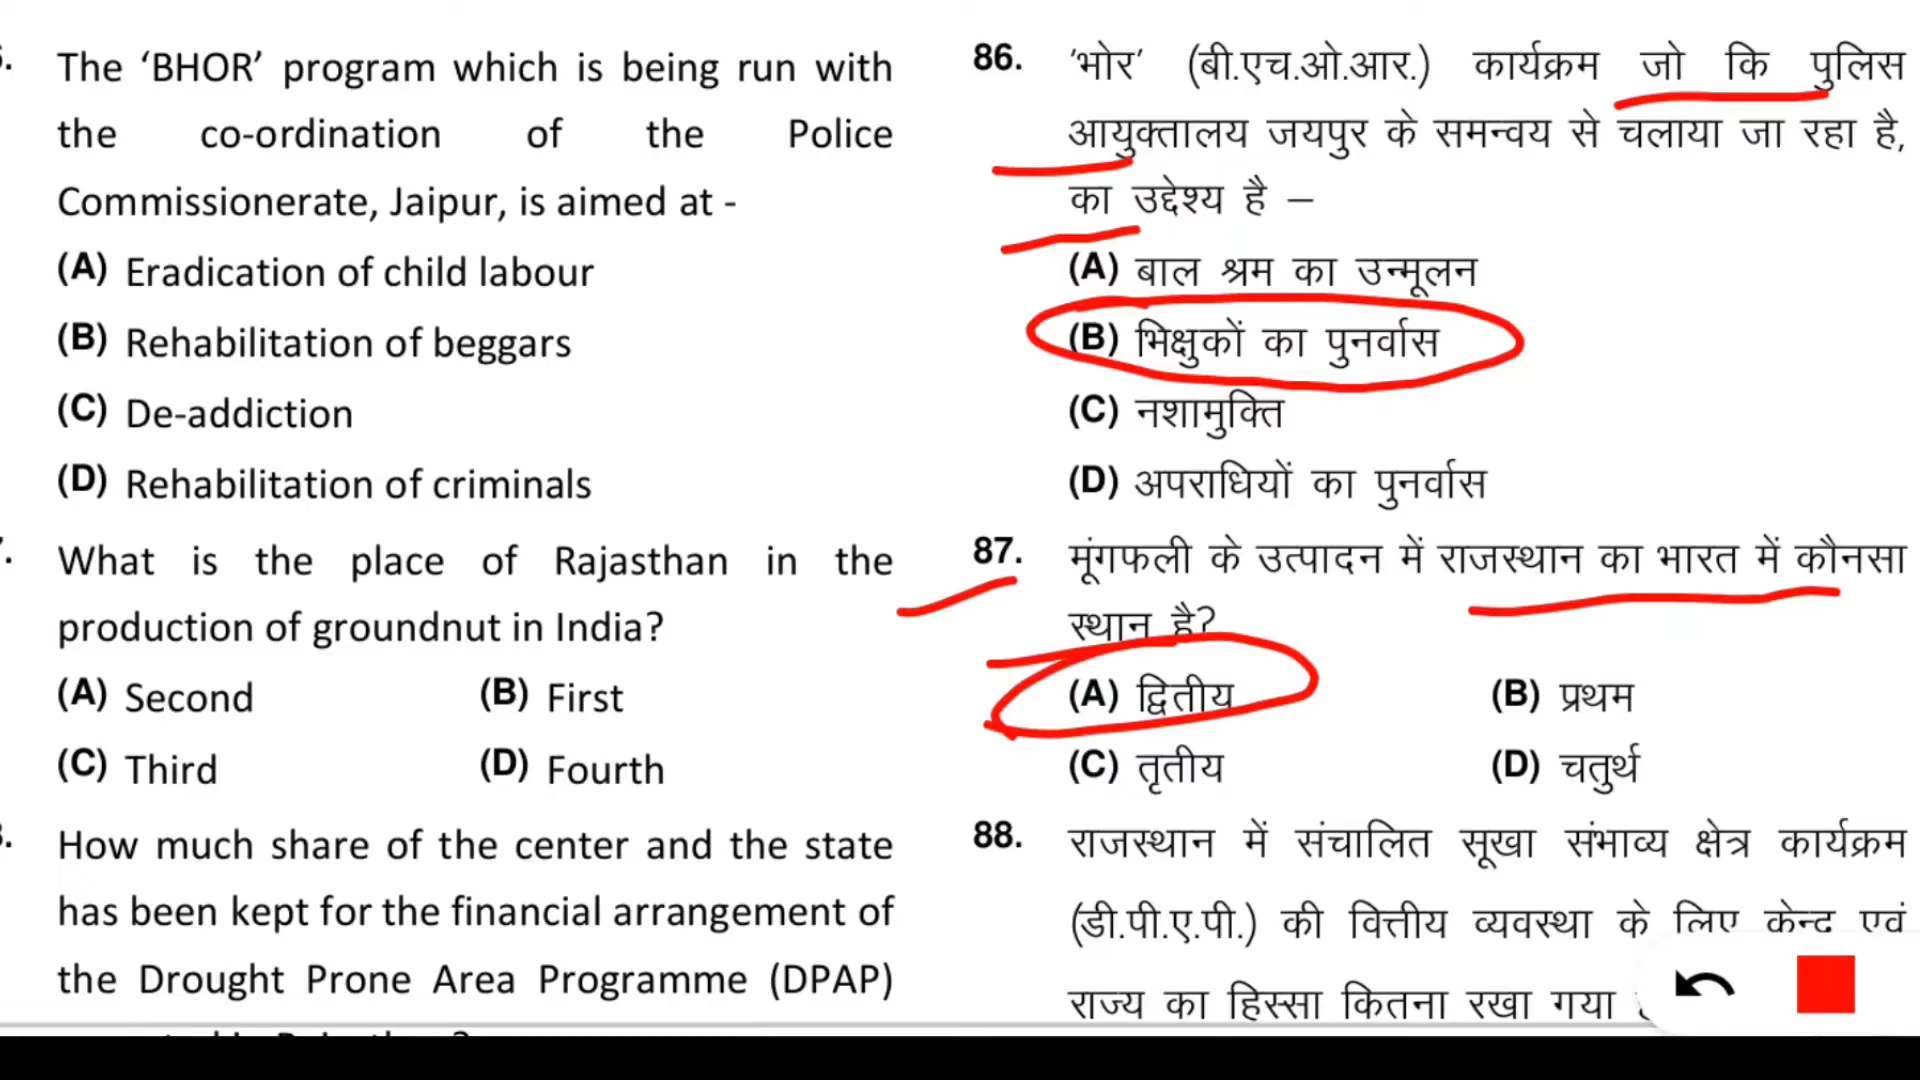 The ‘BHOR’ program which is being run with
the co-ordination of the Police
Commissionerate, Jaipur, is aimed at -
(A) Eradication of child labour
(B) Rehabilitation of beggars
(C) De-addiction
(D) Rehabilitation of criminals
What is the place of Rajasthan in the
production of groundnut in India?
(A) Second (B) First
(C) Third (D) Fourth
How much share of the center and the state
has been kept for the financial arrangement of
the Drought Prone Area Programme (DPAP)
86. ‘भोर’ (बी.एच.ओ.आर.) कार्यक्रम जो कि पुलिस
आयुक्तालय जयपुर के समन्वय से चलाया जा रहा है,
का उद्देश्य है –
(A) बाल श्रम का उन्मूलन
(B) भिक्षुकों का पुनर्वास
(C) नशामुक्ति
(D) अपराधियों का पुनर्वास
87. मूंगफली के उत्पादन में राजस्थान का भारत में कौनसा
स्थान है?
(A) द्वितीय (B) प्रथम
(C) तृतीय (D) चतुर्थ
88. राजस्थान में संचालित सूखा संभाव्य क्षेत्र कार्यक्रम
(डी.पी.ए.पी.) की वित्तीय व्यवस्था के लिए केन्द्र एवं
राज्य का हिस्सा कितना रखा गया